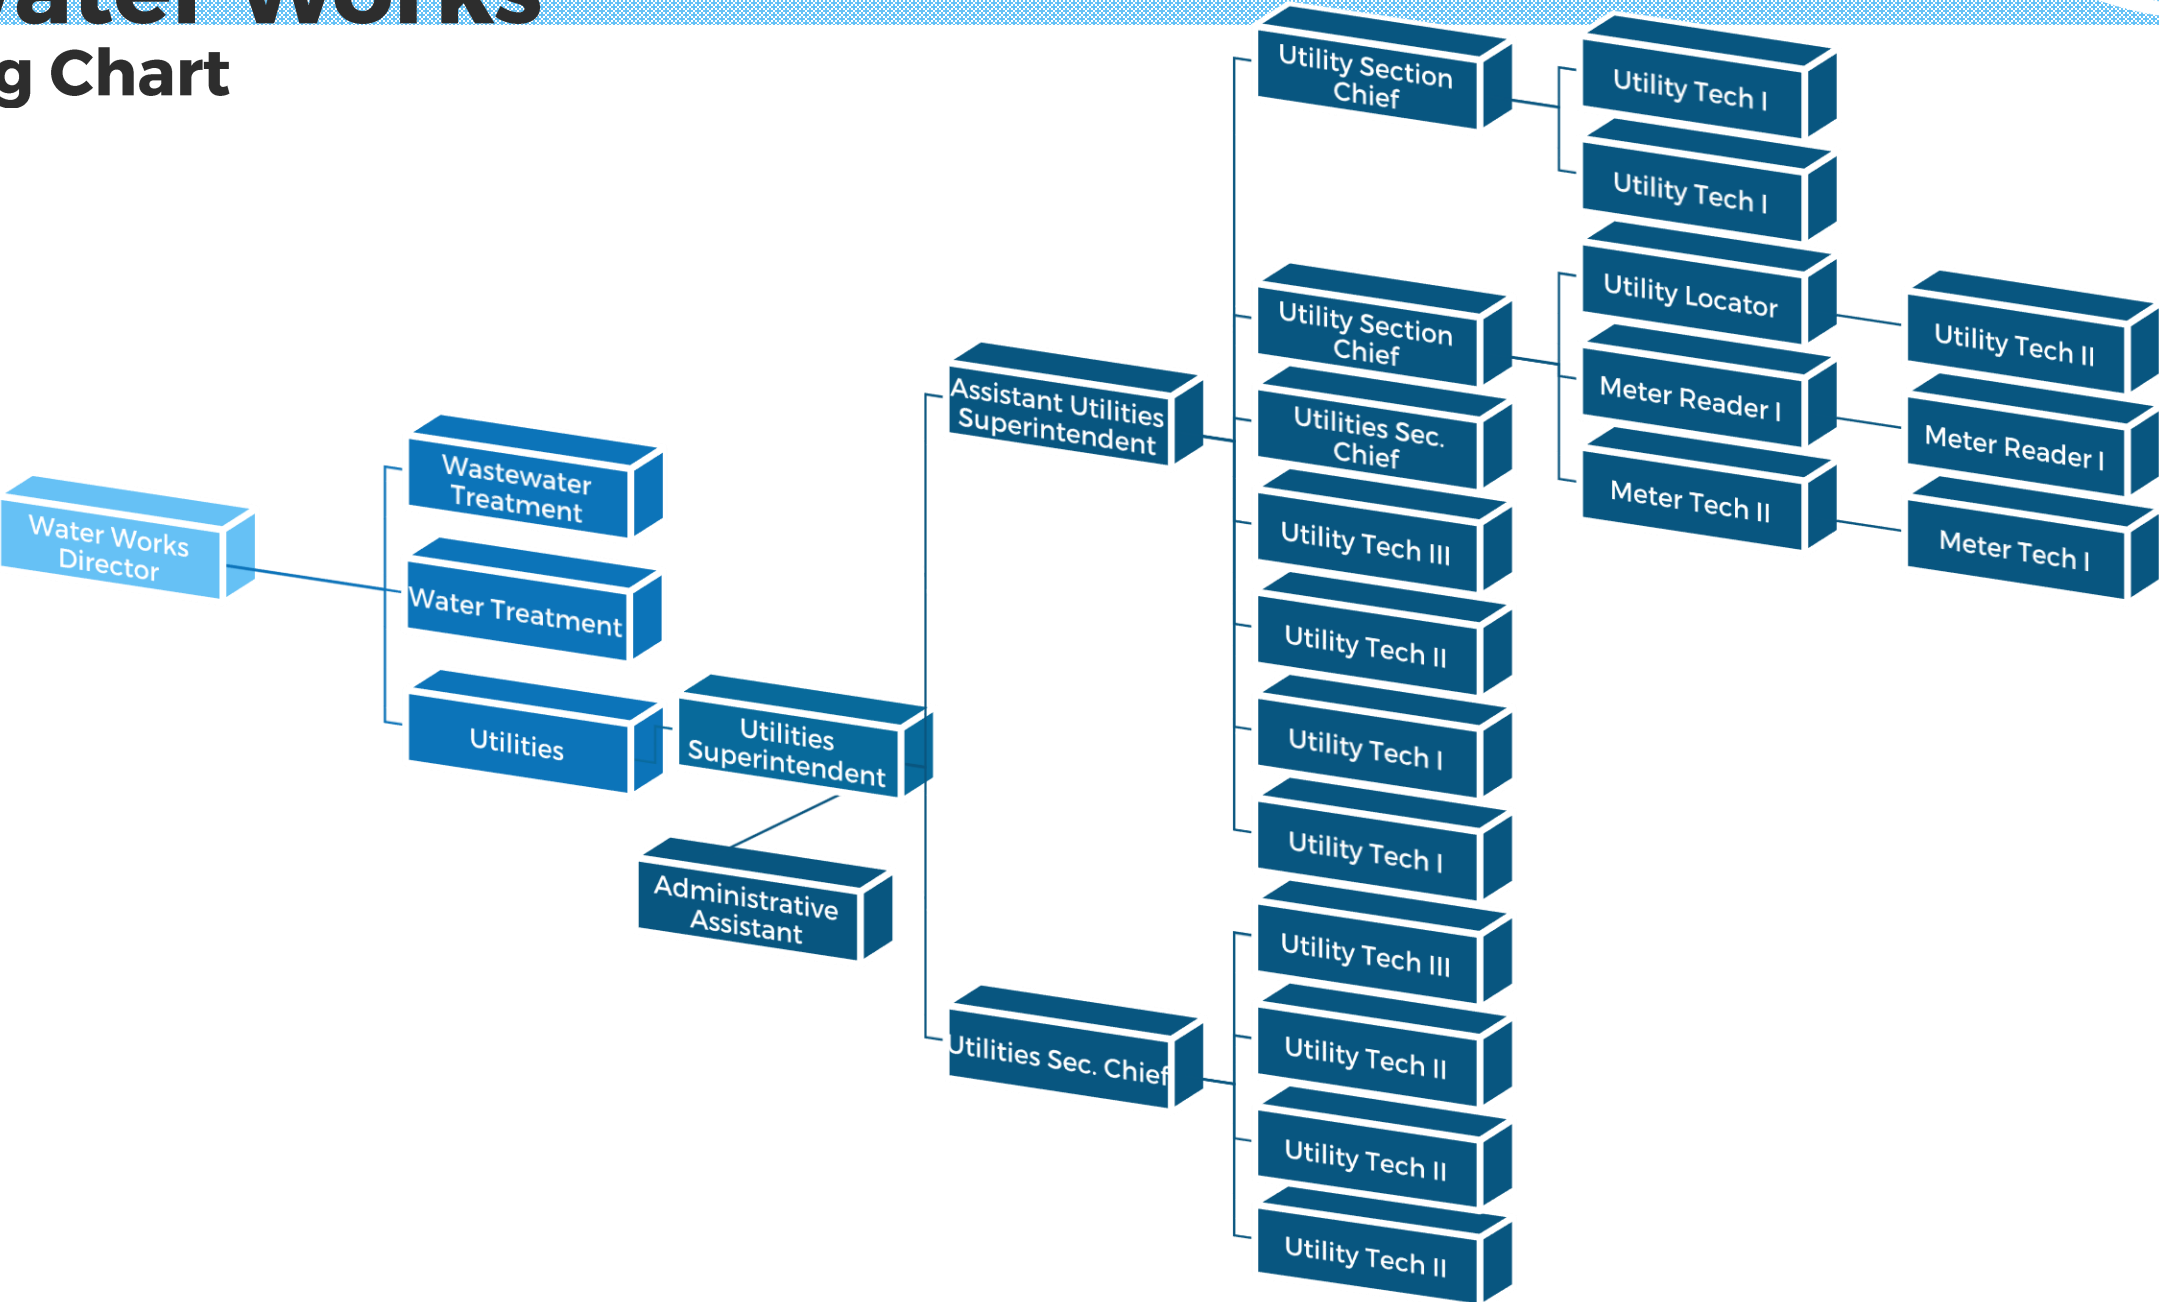 Water Works
g Chart
Water Works
Director
Wastewater
Treatment
Water Treatment
Utilities
Utilities
Superintendent
Administrative
Assistant
Assistant Utilities
Superintendent
Utilities Sec. Chief
Utility Section
Chief
Utility Section
Chief
Utilities Sec.
Chief
Utility Tech III
Utility Tech II
Utility Tech I
Utility Tech I
Utility Tech III
Utility Tech II
Utility Tech II
Utility Tech II
Utility Tech I
Utility Tech I
Utility Locator
Meter Reader I
Meter Tech II
Utility Tech II
Meter Reader I
Meter Tech I